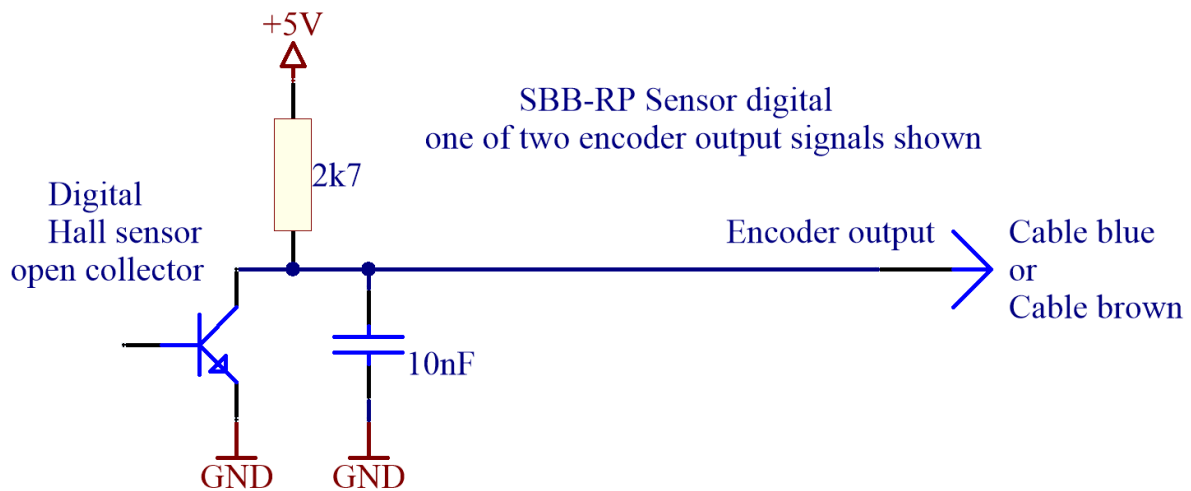 +5V
SBB-RP Sensor digital
one of two encoder output signals shown
2k7
Digital
Hall sensor
open collector
Encoder output
Cable blue
or
Cable brown
10nF
GND
GND